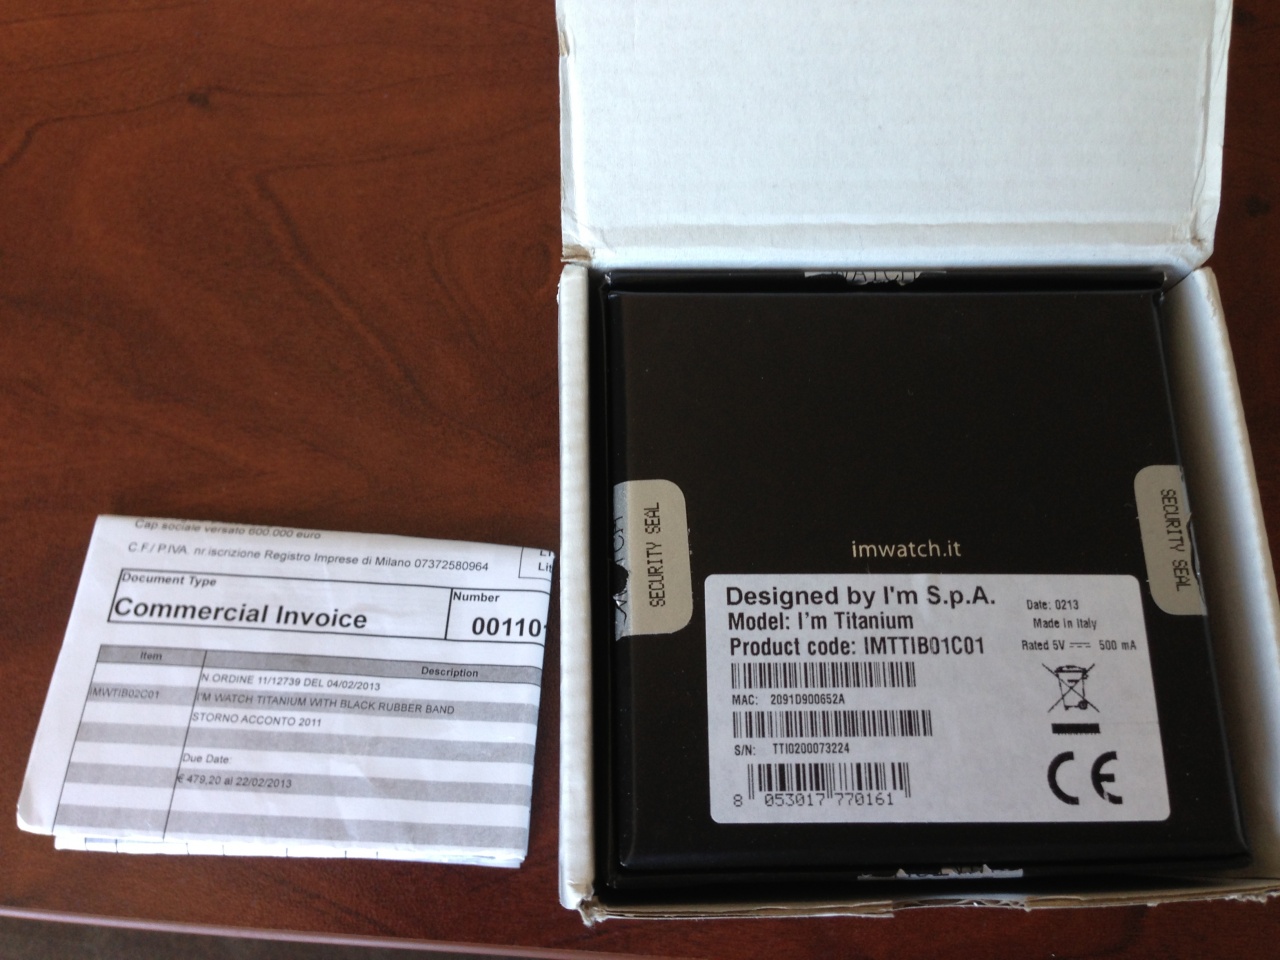 Cap sociale versato 600.000 euro
C.F./ P.IVA. nr.iscrizione Registro Imprese di Milano 07372580964
Document Type
Commercial Invoice
Number
00110
Item
Description
N.ORDINE 11/12739 DEL 04/02/2013
MWTIB02C01
I'M WATCH TITANIUM WITH BLACK RUBBER BAND
STORNO ACCONTO 2011
Due Date:
€ 479,20 al 22/02/2013
WATCH
SECURITY SEAL
SECURITY SEAL
imwatch.it
Designed by I'm S.p.A.
Model: I'm Titanium
Product code: IMTTIB01C01
Date: 0213
Made in Italy
Rated 5V 500 mA
MAC: 2091D900652A
S/N: TTI0200073224
8 053017 770161
CE